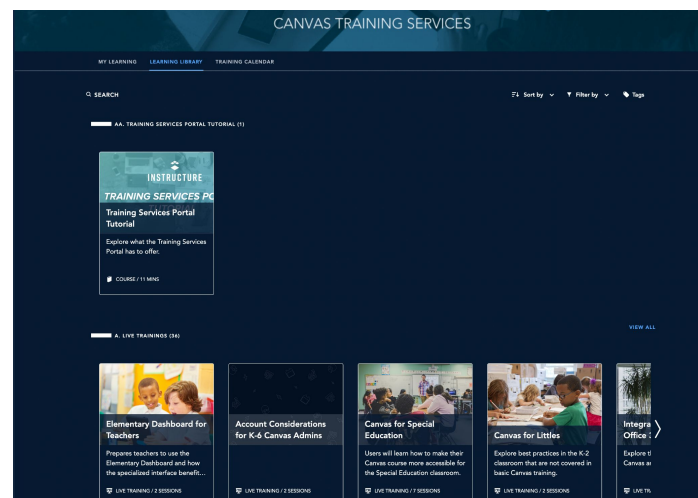 CANVAS TRAINING SERVICES
MY LEARNING LEARNING LIBRARY TRAINING CALENDAR
SEARCH Sort by Filter by Tags
AA. TRAINING SERVICES PORTAL TUTORIAL (1)
INSTRUCTURE
TRAINING SERVICES PO
Training Services Portal
Tutorial
Explore what the Training Services
Portal has to offer.
COURSE / 11 MINS
VIEW ALL
A. LIVE TRAININGS (36)
Elementary Dashboard for
Teachers
Prepares teachers to use the
Elementary Dashboard and how
the specialized interface benefit...
LIVE TRAINING / 2 SESSIONS
Account Considerations
for K-6 Canvas Admins
LIVE TRAINING / 2 SESSIONS
Canvas for Special
Education
Users will learn how to make their
Canvas course more accessible for
the Special Education classroom.
LIVE TRAINING / 7 SESSIONS
Canvas for Littles
Explore best practices in the K-2
classroom that are not covered in
basic Canvas training.
LIVE TRAINING / 2 SESSIONS
Integra
Office
Explore
Canvas
LIVE